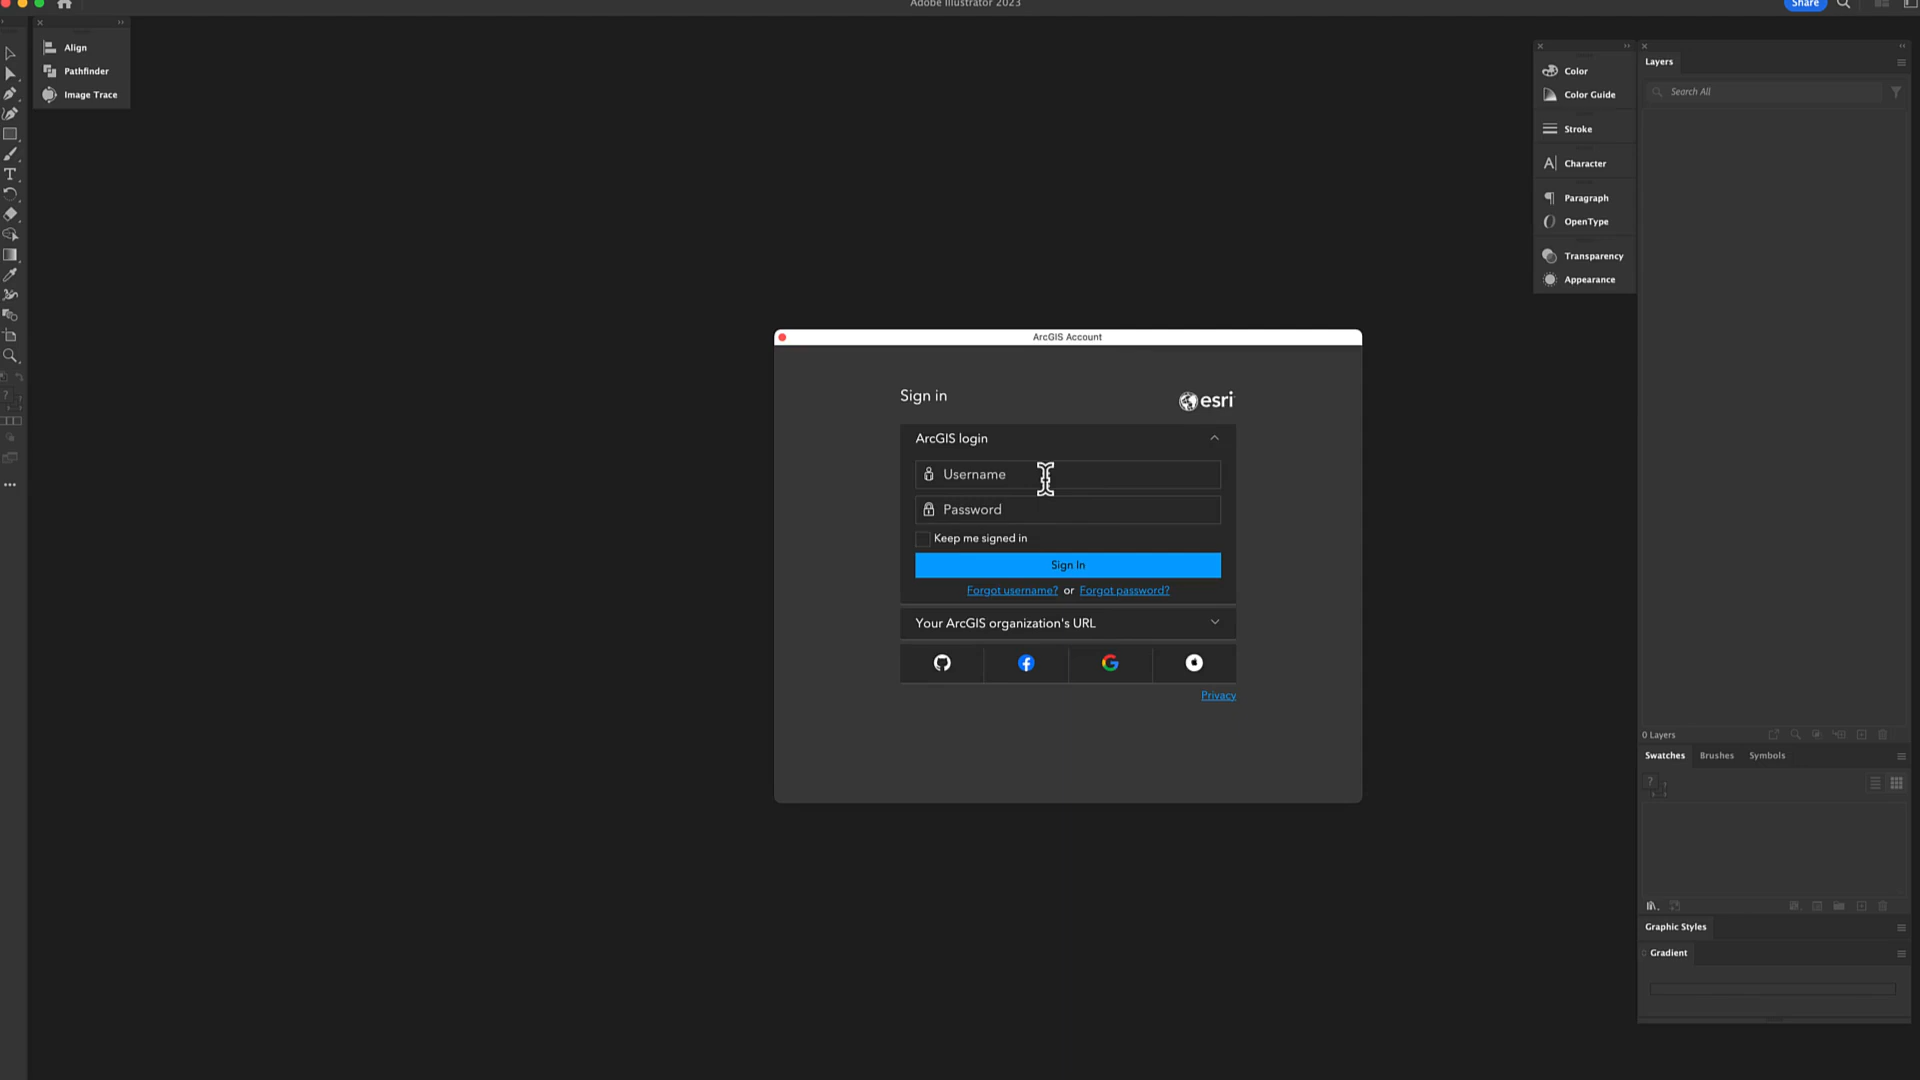 Adobe Illustrator 2023
Share
Align
Pathfinder
Image Trace
Color
Color Guide
Stroke
Character
Paragraph
OpenType
Transparency
Appearance
Layers
Search All
ArcGIS Account
Sign in
esri
ArcGIS login
Username
Password
Keep me signed in
Sign In
Forgot username? or Forgot password?
Your ArcGIS organization's URL
Privacy
0 Layers
Swatches Brushes Symbols
Graphic Styles
Gradient